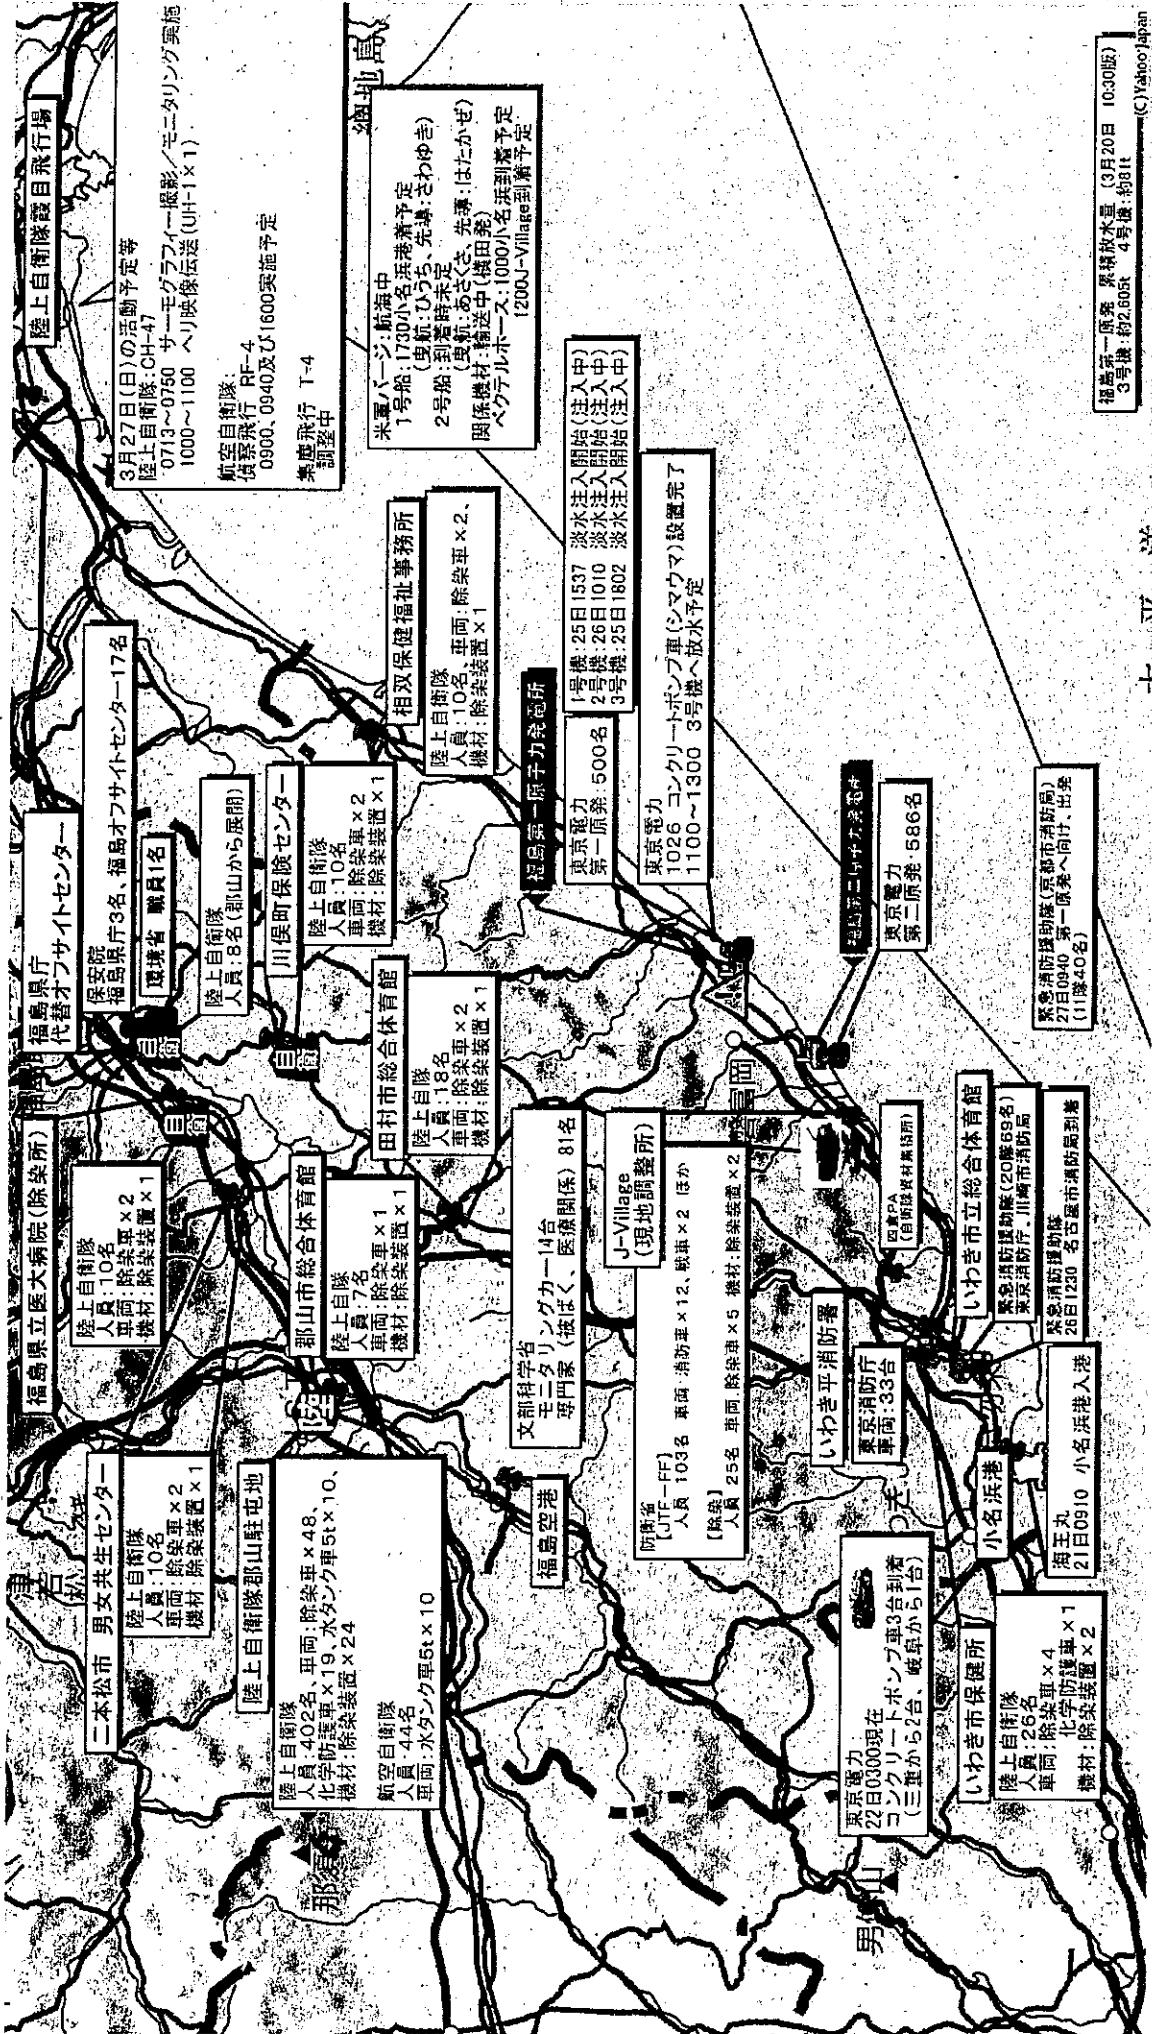 陸上自衛隊霞目飛行場
3月27日(日)の活動予定等
陸上自衛隊:CH-47
0713～0750 サーモグラフィー撮影／モニタリング実施
1000～1100 ヘリ映像伝送(UH-1×1)
航空自衛隊:
偵察飛行 RF-4
0900、0940及び1600実施予定
集塵飛行 T-4
調整中
米軍バージ:航海中
1号船:1730小名浜港着予定
(曳航:ひうち、先導:さわゆき)
2号船:到着時未定
(曳航:あさくさ、先導:はたかぜ)
関係機材:輸送中(横田発)
ベクテルホース:1000小名浜到着予定
1200J-Village到着予定
福島県庁
代替オフサイトセンター
保安院
福島県庁3名、福島オフサイトセンター17名
環境省 職員1名
陸上自衛隊
人員:8名(郡山から展開)
川俣町保険センター
陸上自衛隊
人員:10名
車両:除染車×2
機材:除染装置×1
相双保健福祉事務所
陸上自衛隊
人員:10名、車両:除染車×2、
機材:除染装置×1
福島第一原子力発電所
東京電力
第一原発:500名
1号機:25日1537 淡水注入開始(注入中)
2号機:26日1010 淡水注入開始(注入中)
3号機:25日1802 淡水注入開始(注入中)
東京電力
1026 コンクリートポンプ車(シマウマ)設置完了
1100～1300 3号機へ放水予定
福島県立医大病院(除染所)
陸上自衛隊
人員:10名
車両:除染車×2
機材:除染装置×1
郡山市総合体育館
陸上自衛隊
人員:7名
車両:除染車×1
機材:除染装置×1
田村市総合体育館
陸上自衛隊
人員:18名
車両:除染車×2
機材:除染装置×1
文部科学省
モニタリングカー14台
専門家(被ばく、医療関係)81名
J-Village
(現地調整所)
防衛省
[JTF-FF]
人員 103名 車両 消防車×12、戦車×2 ほか
[除染]
人員 25名 車両 除染車×5 機材:除染装置×2
福島第二原子力発電所
東京電力
第二原発:586名
二本松市 男女共生センター
陸上自衛隊
人員:10名
車両:除染車×2
機材:除染装置×1
陸上自衛隊郡山駐屯地
陸上自衛隊
人員:402名、車両:除染車×48、
化学防護車×19、水タンク車5t×10、
機材:除染装置×24
航空自衛隊
人員:44名
車両:水タンク車5t×10
福島空港
いわき平消防署
東京消防庁
車両:33台
四倉PA
(自衛隊資材集積所)
いわき市立総合体育館
緊急消防援助隊(20隊69名)
東京消防庁、川崎市消防局
緊急消防援助隊
26日1230 名古屋市消防局到着
緊急消防援助隊(京都市消防局)
27日0940 第一原発へ向け、出発
(11隊40名)
東京電力
22日0300現在
コンクリートポンプ車3台到着
(三重から2台、岐阜から1台)
小名浜港
海王丸
21日0910 小名浜港入港
いわき市保健所
陸上自衛隊
人員:26名
車両:除染車×4
化学防護車×1
機材:除染装置×2
福島第一原発 累積放水量 (3月20日 10:30版)
3号機:約2,605t 4号機:約81t
(C)Yahoo Japan
富岡
那須
男体山
太平洋
自衛
自衛
自衛
陸